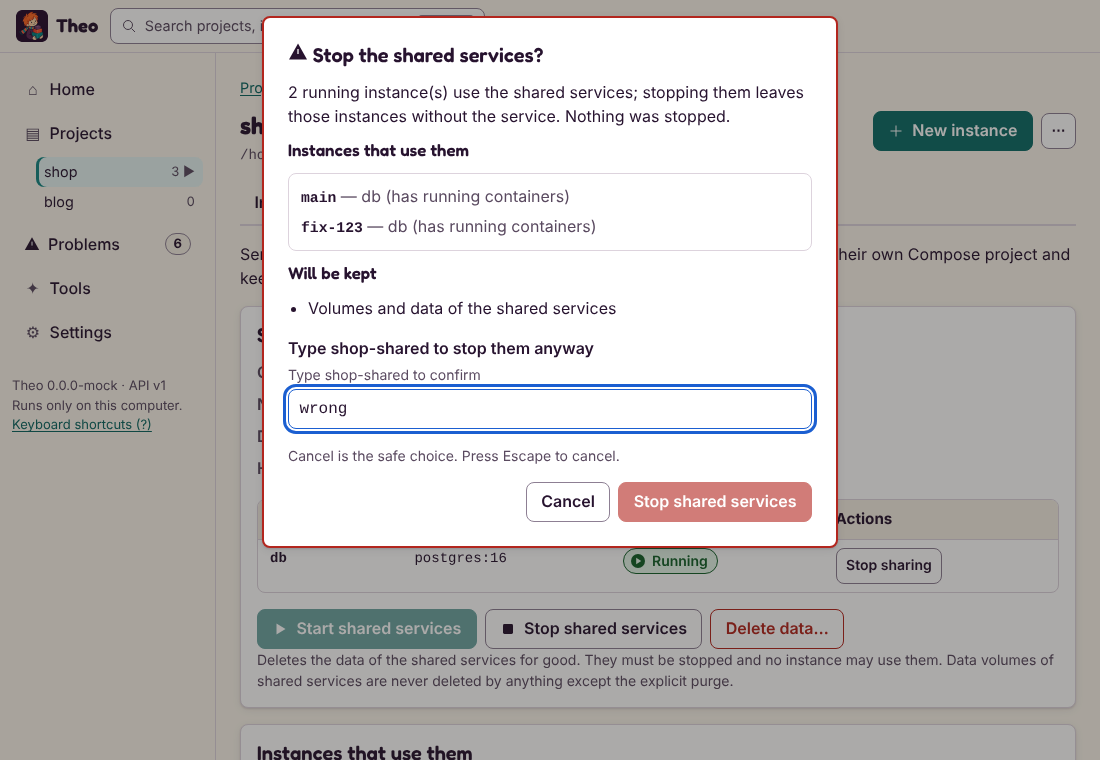 Theo
Search projects, i
Home
Projects
shop 3
blog 0
Problems 6
Tools
Settings
Theo 0.0.0-mock · API v1
Runs only on this computer.
Keyboard shortcuts (?)
New instance
...
Stop the shared services?
2 running instance(s) use the shared services; stopping them leaves
those instances without the service. Nothing was stopped.
Instances that use them
main — db (has running containers)
fix-123 — db (has running containers)
Will be kept
• Volumes and data of the shared services
Type shop-shared to stop them anyway
Type shop-shared to confirm
wrong
Cancel is the safe choice. Press Escape to cancel.
Cancel
Stop shared services
heir own Compose project and
Actions
db postgres:16 Running Stop sharing
Start shared services
Stop shared services
Delete data...
Deletes the data of the shared services for good. They must be stopped and no instance may use them. Data volumes of
shared services are never deleted by anything except the explicit purge.
Instances that use them